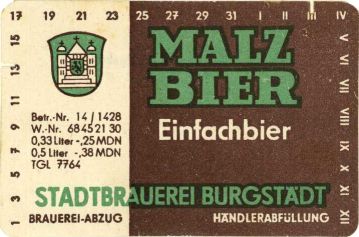 17 19 21 23 25 27 29 31 I II III IV
MALZ
BIER
Einfachbier
Betr.-Nr. 14/1428
W.-Nr. 68 45 21 30
0,33 Liter -,25 MDN
0,5 Liter -,38 MDN
TGL 7764
STADTBRAUEREI BURGSTÄDT
BRAUEREI-ABZUG HÄNDLERABFÜLLUNG
1 3 5 7 9 11 13 15
V VI VII VIII IX